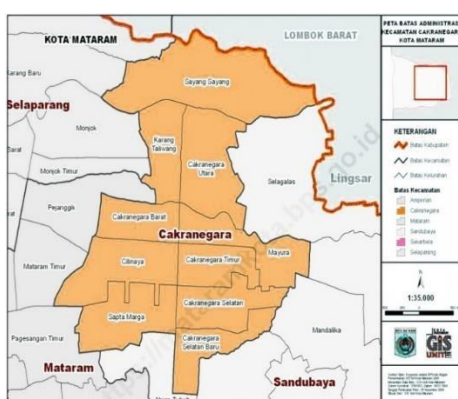 KOTA MATARAM
LOMBOK BARAT
PETA BATAS ADMINISTRASI
KECAMATAN CAKRANEGARA
KOTA MATARAM
Sayang Sayang
Karang Baru
Selaparang
Monjok
Karang
Taliwang
Cakranegara
Utara
Selagalas
Lingsar
Monjok Timur
Pejanggik
Cakranegara Barat
Cakranegara
Mataram Timur
Cilinaya
Cakranegara Timur
Mayura
Cakranegara Selatan
Sapta Marga
Mandalika
Pagesangan Timur
Cakranegara
Selatan Baru
Mataram
Sandubaya
KETERANGAN
Batas Kabupaten
Batas Kecamatan
Batas Kelurahan
Batas Kecamatan
Ampenan
Cakranegara
Mataram
Sandubaya
Sekarbela
Selaparang
N
1:35.000
GIS